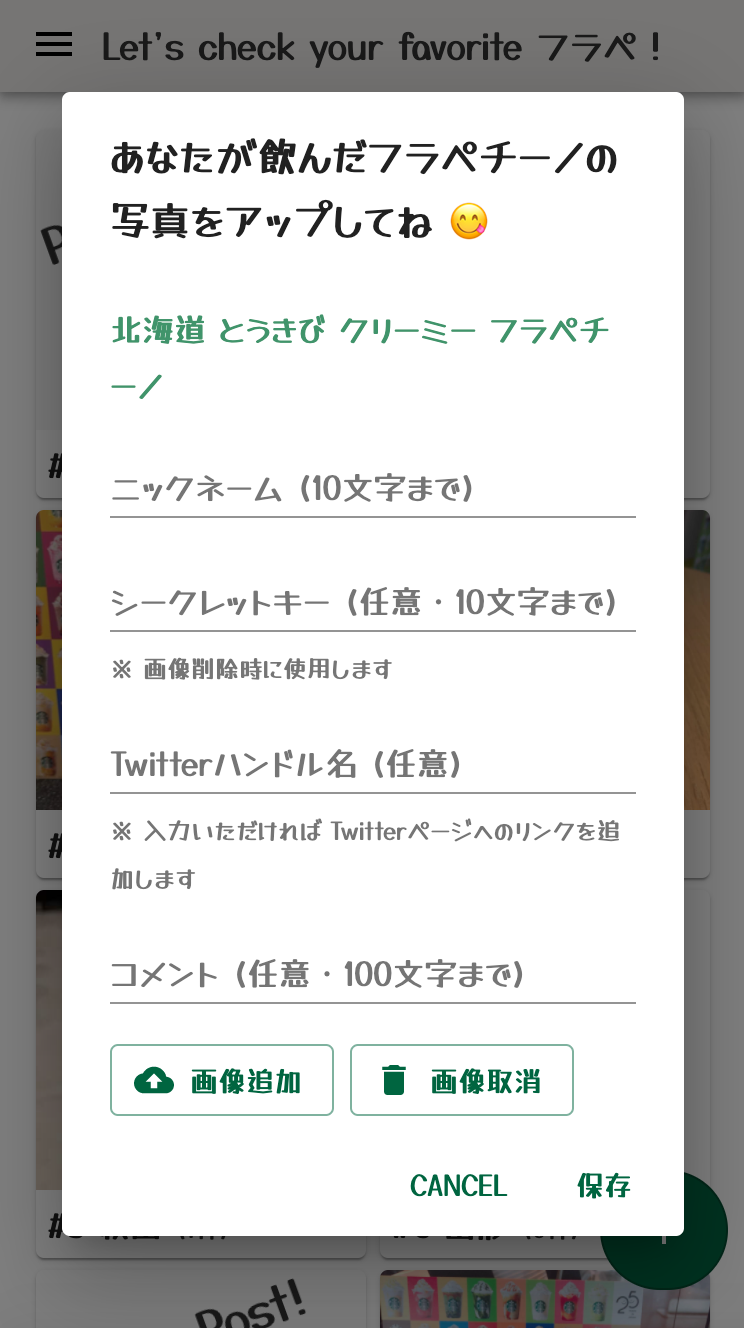 Let's check your favorite フラペ！
あなたが飲んだフラペチーノの
写真をアップしてね 😋
北海道 とうきび クリーミー フラペチ
ーノ
ニックネーム (10文字まで)
シークレットキー (任意・10文字まで)
※ 画像削除時に使用します
Twitterハンドル名 (任意)
※ 入力いただければ Twitterページへのリンクを追
加します
コメント (任意・100文字まで)
画像追加
画像取消
CANCEL
保存
Post!
25